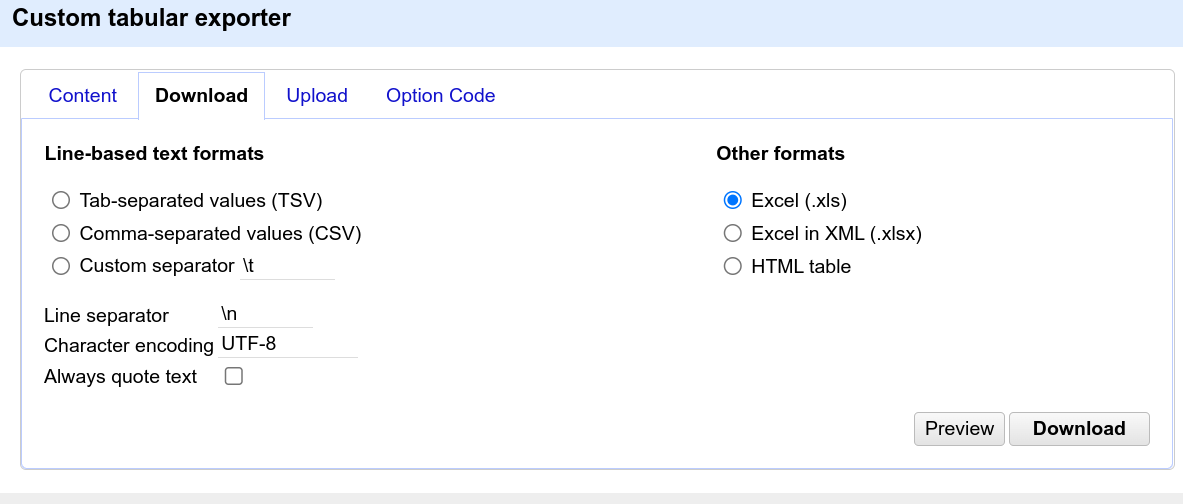 Custom tabular exporter
Content Download Upload Option Code
Line-based text formats
Tab-separated values (TSV)
Comma-separated values (CSV)
Custom separator \t
Line separator \n
Character encoding UTF-8
Always quote text
Other formats
Excel (.xls)
Excel in XML (.xlsx)
HTML table
Preview Download